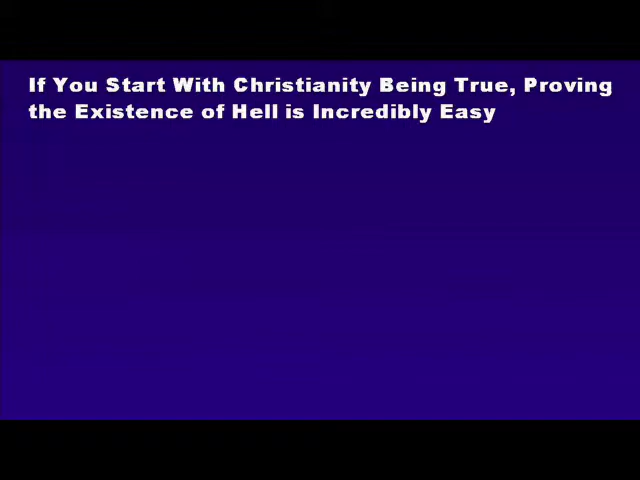 If You Start With Christianity Being True, Proving
the Existence of Hell is Incredibly Easy